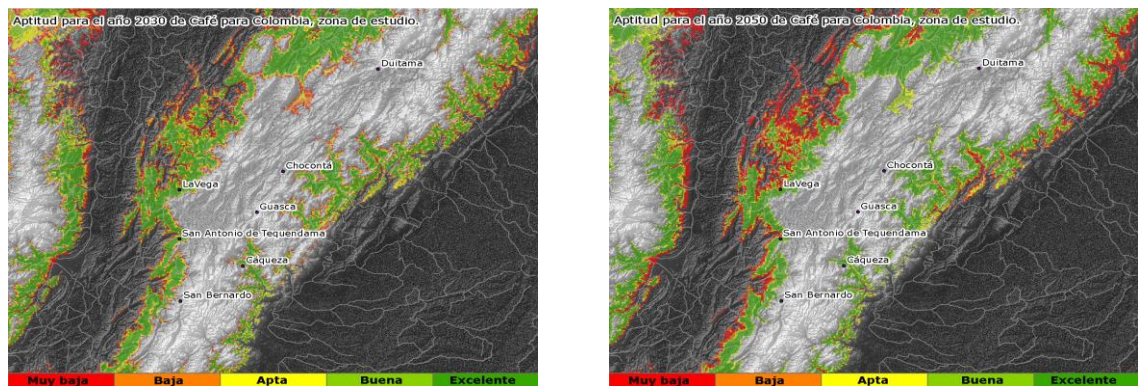 Aptitud para el año 2030 de Café para Colombia, zona de estudio.
Duitama
Chocontá
LaVega
Guasca
San Antonio de Tequendama
Cáqueza
San Bernardo
Muy baja Baja Apta Buena Excelente
Aptitud para el año 2050 de Café para Colombia, zona de estudio.
Duitama
Chocontá
LaVega
Guasca
San Antonio de Tequendama
Cáqueza
San Bernardo
Muy baja Baja Apta Buena Excelente